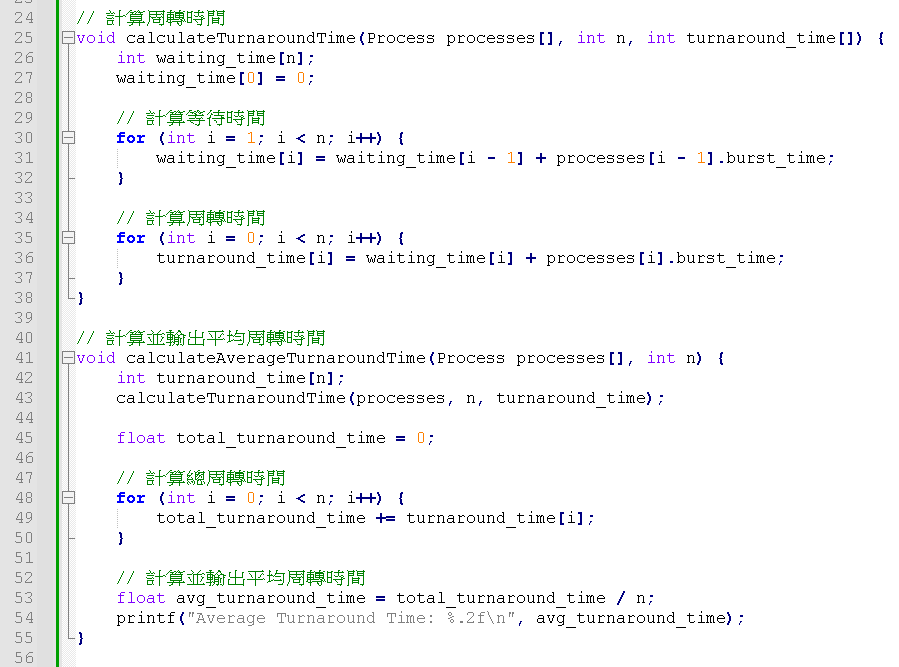 23
24 // 計算周轉時間
25 void calculateTurnaroundTime(Process processes[], int n, int turnaround_time[]) {
26     int waiting_time[n];
27     waiting_time[0] = 0;
28
29     // 計算等待時間
30     for (int i = 1; i < n; i++) {
31         waiting_time[i] = waiting_time[i - 1] + processes[i - 1].burst_time;
32     }
33
34     // 計算周轉時間
35     for (int i = 0; i < n; i++) {
36         turnaround_time[i] = waiting_time[i] + processes[i].burst_time;
37     }
38 }
39
40 // 計算並輸出平均周轉時間
41 void calculateAverageTurnaroundTime(Process processes[], int n) {
42     int turnaround_time[n];
43     calculateTurnaroundTime(processes, n, turnaround_time);
44
45     float total_turnaround_time = 0;
46
47     // 計算總周轉時間
48     for (int i = 0; i < n; i++) {
49         total_turnaround_time += turnaround_time[i];
50     }
51
52     // 計算並輸出平均周轉時間
53     float avg_turnaround_time = total_turnaround_time / n;
54     printf("Average Turnaround Time: %.2f\n", avg_turnaround_time);
55 }
56